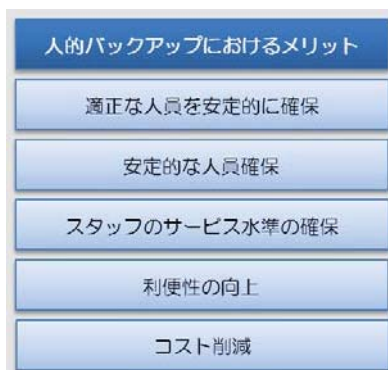 人的バックアップにおけるメリット
適正な人員を安定的に確保
安定的な人員確保
スタッフのサービス水準の確保
利便性の向上
コスト削減